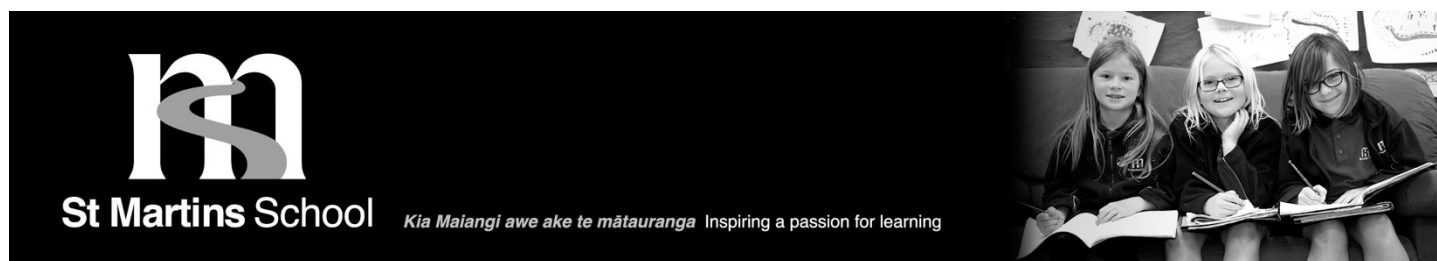 St Martins School
Kia Maiangi awe ake te mātauranga Inspiring a passion for learning